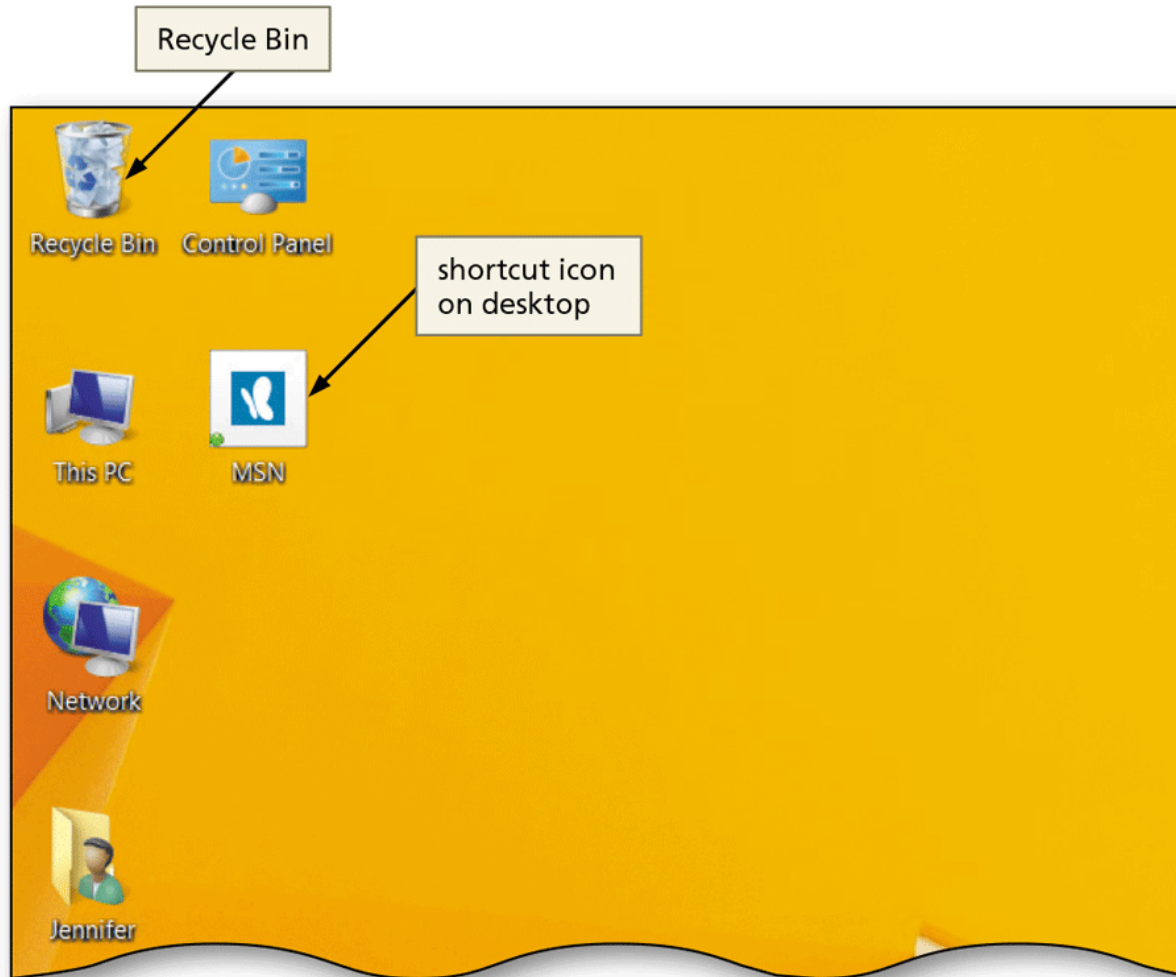 Recycle Bin
Recycle Bin
Control Panel
shortcut icon
on desktop
This PC
MSN
Network
Jennifer